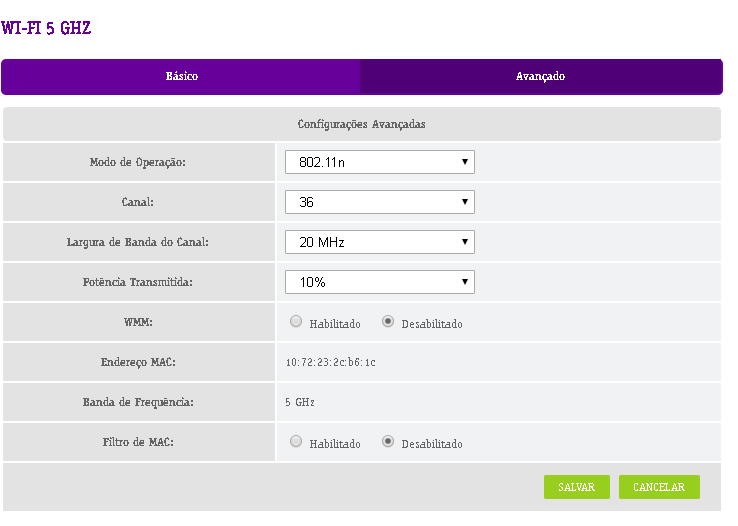 WI-FI 5 GHZ
Básico Avançado
Configurações Avançadas
Modo de Operação: 802.11n
Canal: 36
Largura de Banda do Canal: 20 MHz
Potência Transmitida: 10%
WMM: Habilitado Desabilitado
Endereço MAC: 10:72:23:2c:b6:1c
Banda de Frequência: 5 GHz
Filtro de MAC: Habilitado Desabilitado
SALVAR CANCELAR